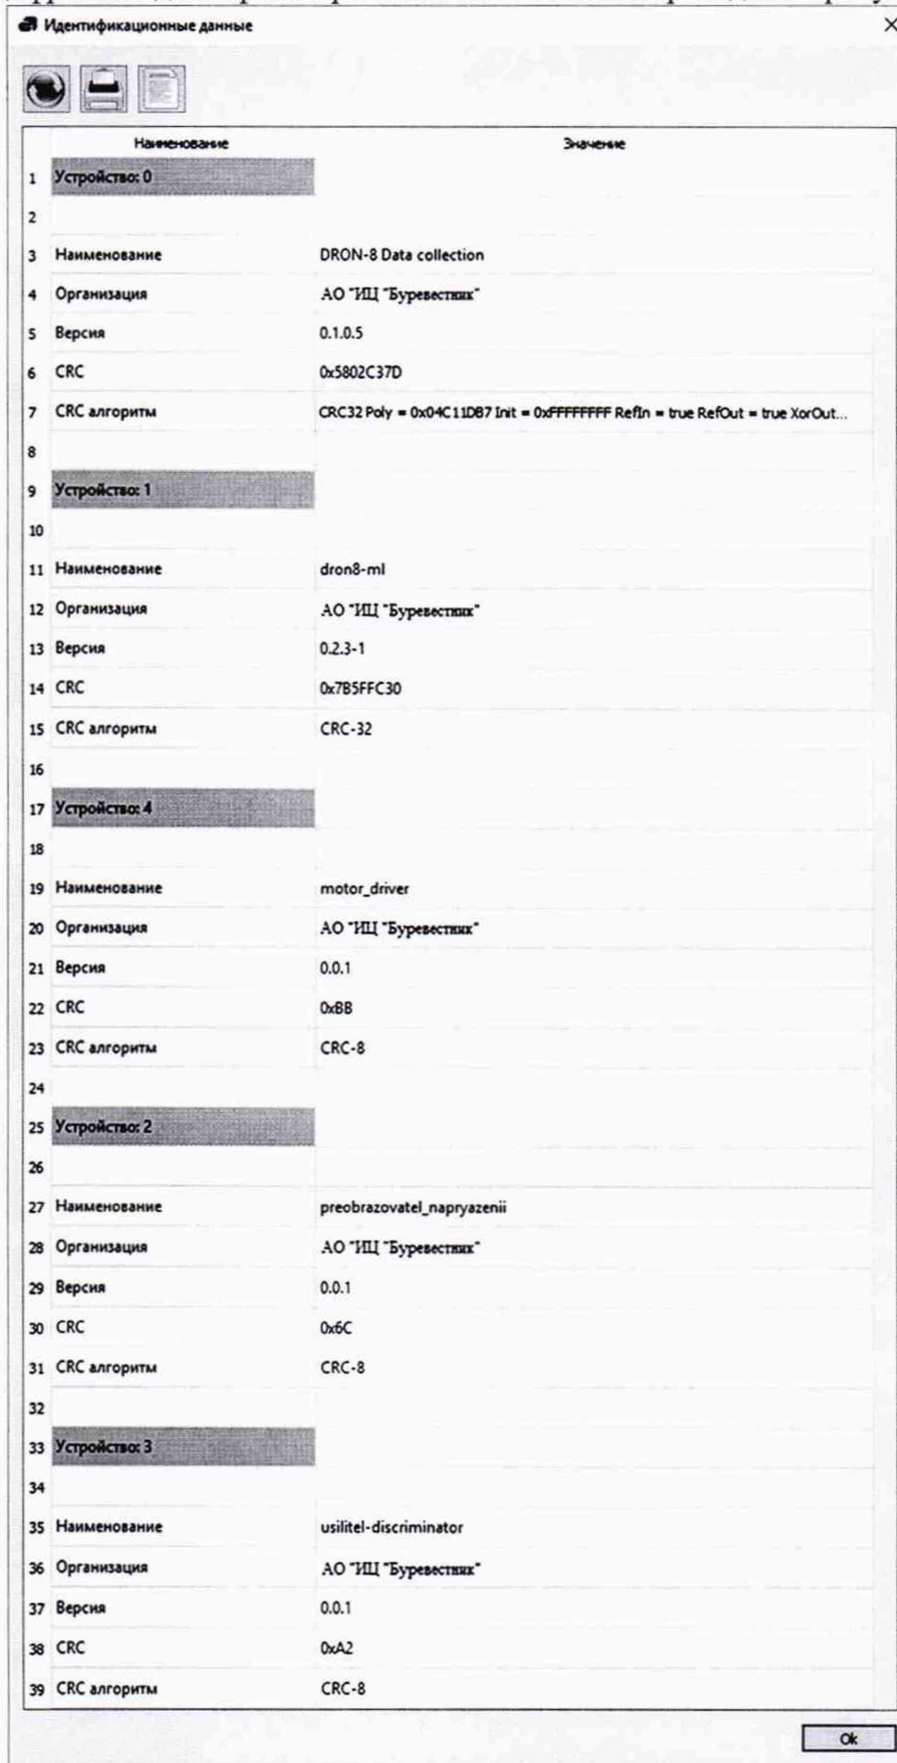 Идентификационные данные
Наименование Значение
1 Устройство: 0
2
3 Наименование DRON-8 Data collection
4 Организация АО "ИЦ "Буревестник"
5 Версия 0.1.0.5
6 CRC 0x5802C37D
7 CRC алгоритм CRC32 Poly = 0x04C11DB7 Init = 0xFFFFFFFF RefIn = true RefOut = true XorOut...
8
9 Устройство: 1
10
11 Наименование dron8-ml
12 Организация АО "ИЦ "Буревестник"
13 Версия 0.2.3-1
14 CRC 0x7B5FFC30
15 CRC алгоритм CRC-32
16
17 Устройство: 4
18
19 Наименование motor_driver
20 Организация АО "ИЦ "Буревестник"
21 Версия 0.0.1
22 CRC 0xBB
23 CRC алгоритм CRC-8
24
25 Устройство: 2
26
27 Наименование preobrazovatel_napryazenii
28 Организация АО "ИЦ "Буревестник"
29 Версия 0.0.1
30 CRC 0x6C
31 CRC алгоритм CRC-8
32
33 Устройство: 3
34
35 Наименование usilitel-discriminator
36 Организация АО "ИЦ "Буревестник"
37 Версия 0.0.1
38 CRC 0xA2
39 CRC алгоритм CRC-8
Ok